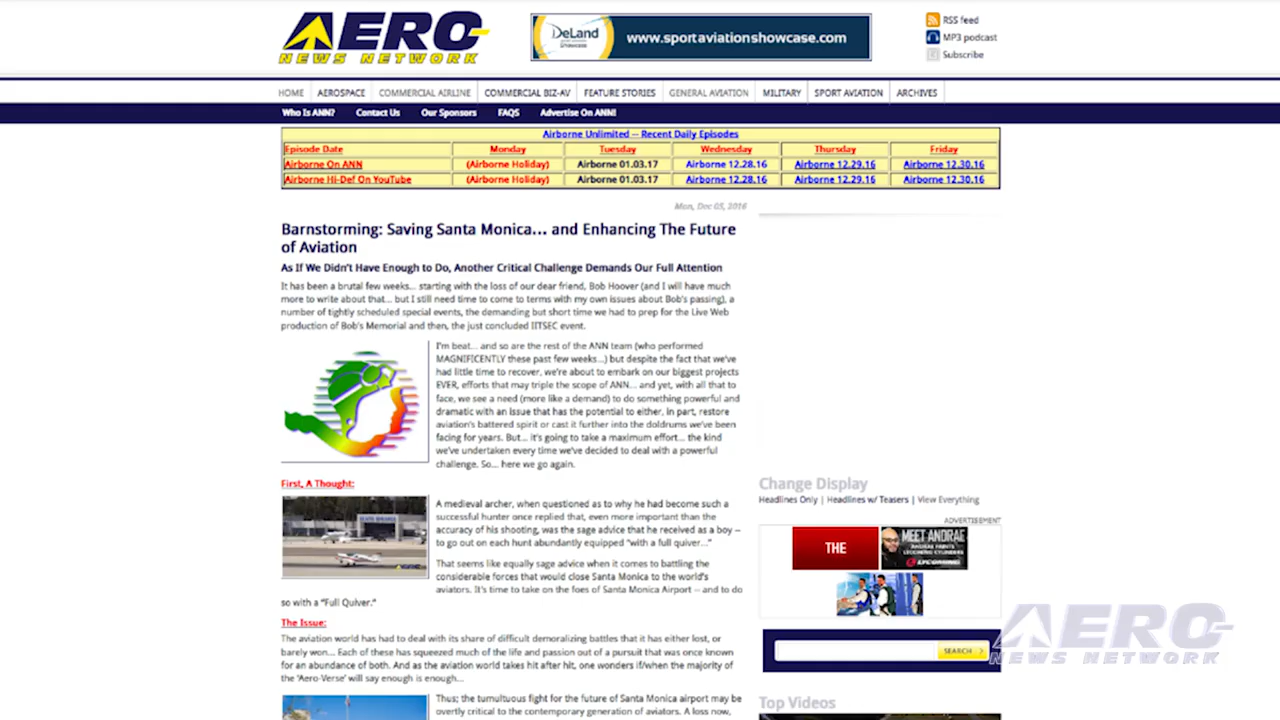 AERO
NEWS NETWORK
DeLand
Showcase
www.sportaviationshowcase.com
RSS feed
MP3 podcast
Subscribe
HOME AEROSPACE COMMERCIAL AIRLINE COMMERCIAL BIZ-AV FEATURE STORIES GENERAL AVIATION MILITARY SPORT AVIATION ARCHIVES
Who Is ANN? Contact Us Our Sponsors FAQS Advertise On ANN!
Airborne Unlimited -- Recent Daily Episodes
Episode Date Monday Tuesday Wednesday Thursday Friday
Airborne On ANN (Airborne Holiday) Airborne 01.03.17 Airborne 12.28.16 Airborne 12.29.16 Airborne 12.30.16
Airborne Hi-Def On YouTube (Airborne Holiday) Airborne 01.03.17 Airborne 12.28.16 Airborne 12.29.16 Airborne 12.30.16
Mon, Dec 05, 2016
Barnstorming: Saving Santa Monica... and Enhancing The Future
of Aviation
As If We Didn't Have Enough to Do, Another Critical Challenge Demands Our Full Attention
It has been a brutal few weeks... starting with the loss of our dear friend, Bob Hoover (and I will have much
more to write about that... but I still need time to come to terms with my own issues about Bob's passing), a
number of tightly scheduled special events, the demanding but short time we had to prep for the Live Web
production of Bob's Memorial and then, the just concluded IITSEC event.
I'm beat... and so are the rest of the ANN team (who performed
MAGNIFICENTLY these past few weeks...) but despite the fact that we've
had little time to recover, we're about to embark on our biggest projects
EVER, efforts that may triple the scope of ANN... and yet, with all that to
face, we see a need (more like a demand) to do something powerful and
dramatic with an issue that has the potential to either, in part, restore
aviation's battered spirit or cast it further into the doldrums we've been
facing for years. But... it's going to take a maximum effort... the kind
we've undertaken every time we've decided to deal with a powerful
challenge. So... here we go again.
First, A Thought:
A medieval archer, when questioned as to why he had become such a
successful hunter once replied that, even more important than the
accuracy of his shooting, was the sage advice that he received as a boy --
to go out on each hunt abundantly equipped "with a full quiver..."
That seems like equally sage advice when it comes to battling the
considerable forces that would close Santa Monica to the world's
aviators. It's time to take on the foes of Santa Monica Airport -- and to do
so with a "Full Quiver."
The Issue:
The aviation world has had to deal with its share of difficult demoralizing battles that it has either lost, or
barely won... Each of these has squeezed much of the life and passion out of a pursuit that was once known
for an abundance of both. And as the aviation world takes hit after hit, one wonders if/when the majority of
the 'Aero-Verse' will say enough is enough...
Thus; the tumultuous fight for the future of Santa Monica airport may be
overtly critical to the contemporary generation of aviators. A loss now,
Change Display
Headlines Only | Headlines w/ Teasers | View Everything
ADVERTISEMENT
THE
MEET ANDRAE
LYCOMING
SEARCH
Top Videos
AERO
NEWS NETWORK